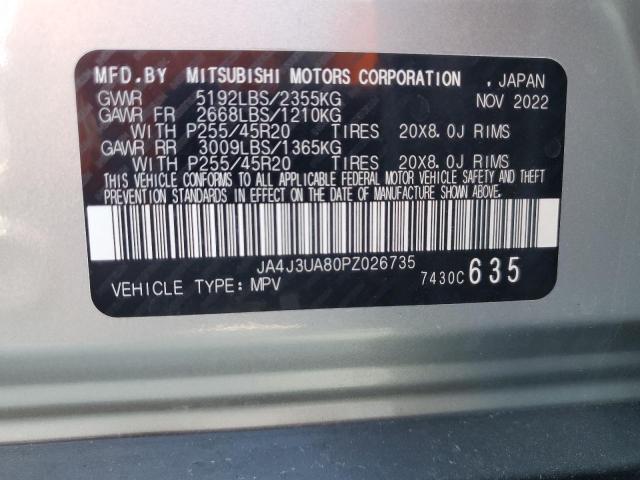 MFD.BY MITSUBISHI MOTORS CORPORATION , JAPAN
GVWR 5192LBS/2355KG NOV 2022
GAWR FR 2668LBS/1210KG
WITH P255/45R20 TIRES 20X8.0J RIMS
GAWR RR 3009LBS/1365KG
WITH P255/45R20 TIRES 20X8.0J RIMS
THIS VEHICLE CONFORMS TO ALL APPLICABLE FEDERAL MOTOR VEHICLE SAFETY AND THEFT
PREVENTION STANDARDS IN EFFECT ON THE DATE OF MANUFACTURE SHOWN ABOVE.
JA4J3UA80PZ026735
VEHICLE TYPE: MPV 7430C635